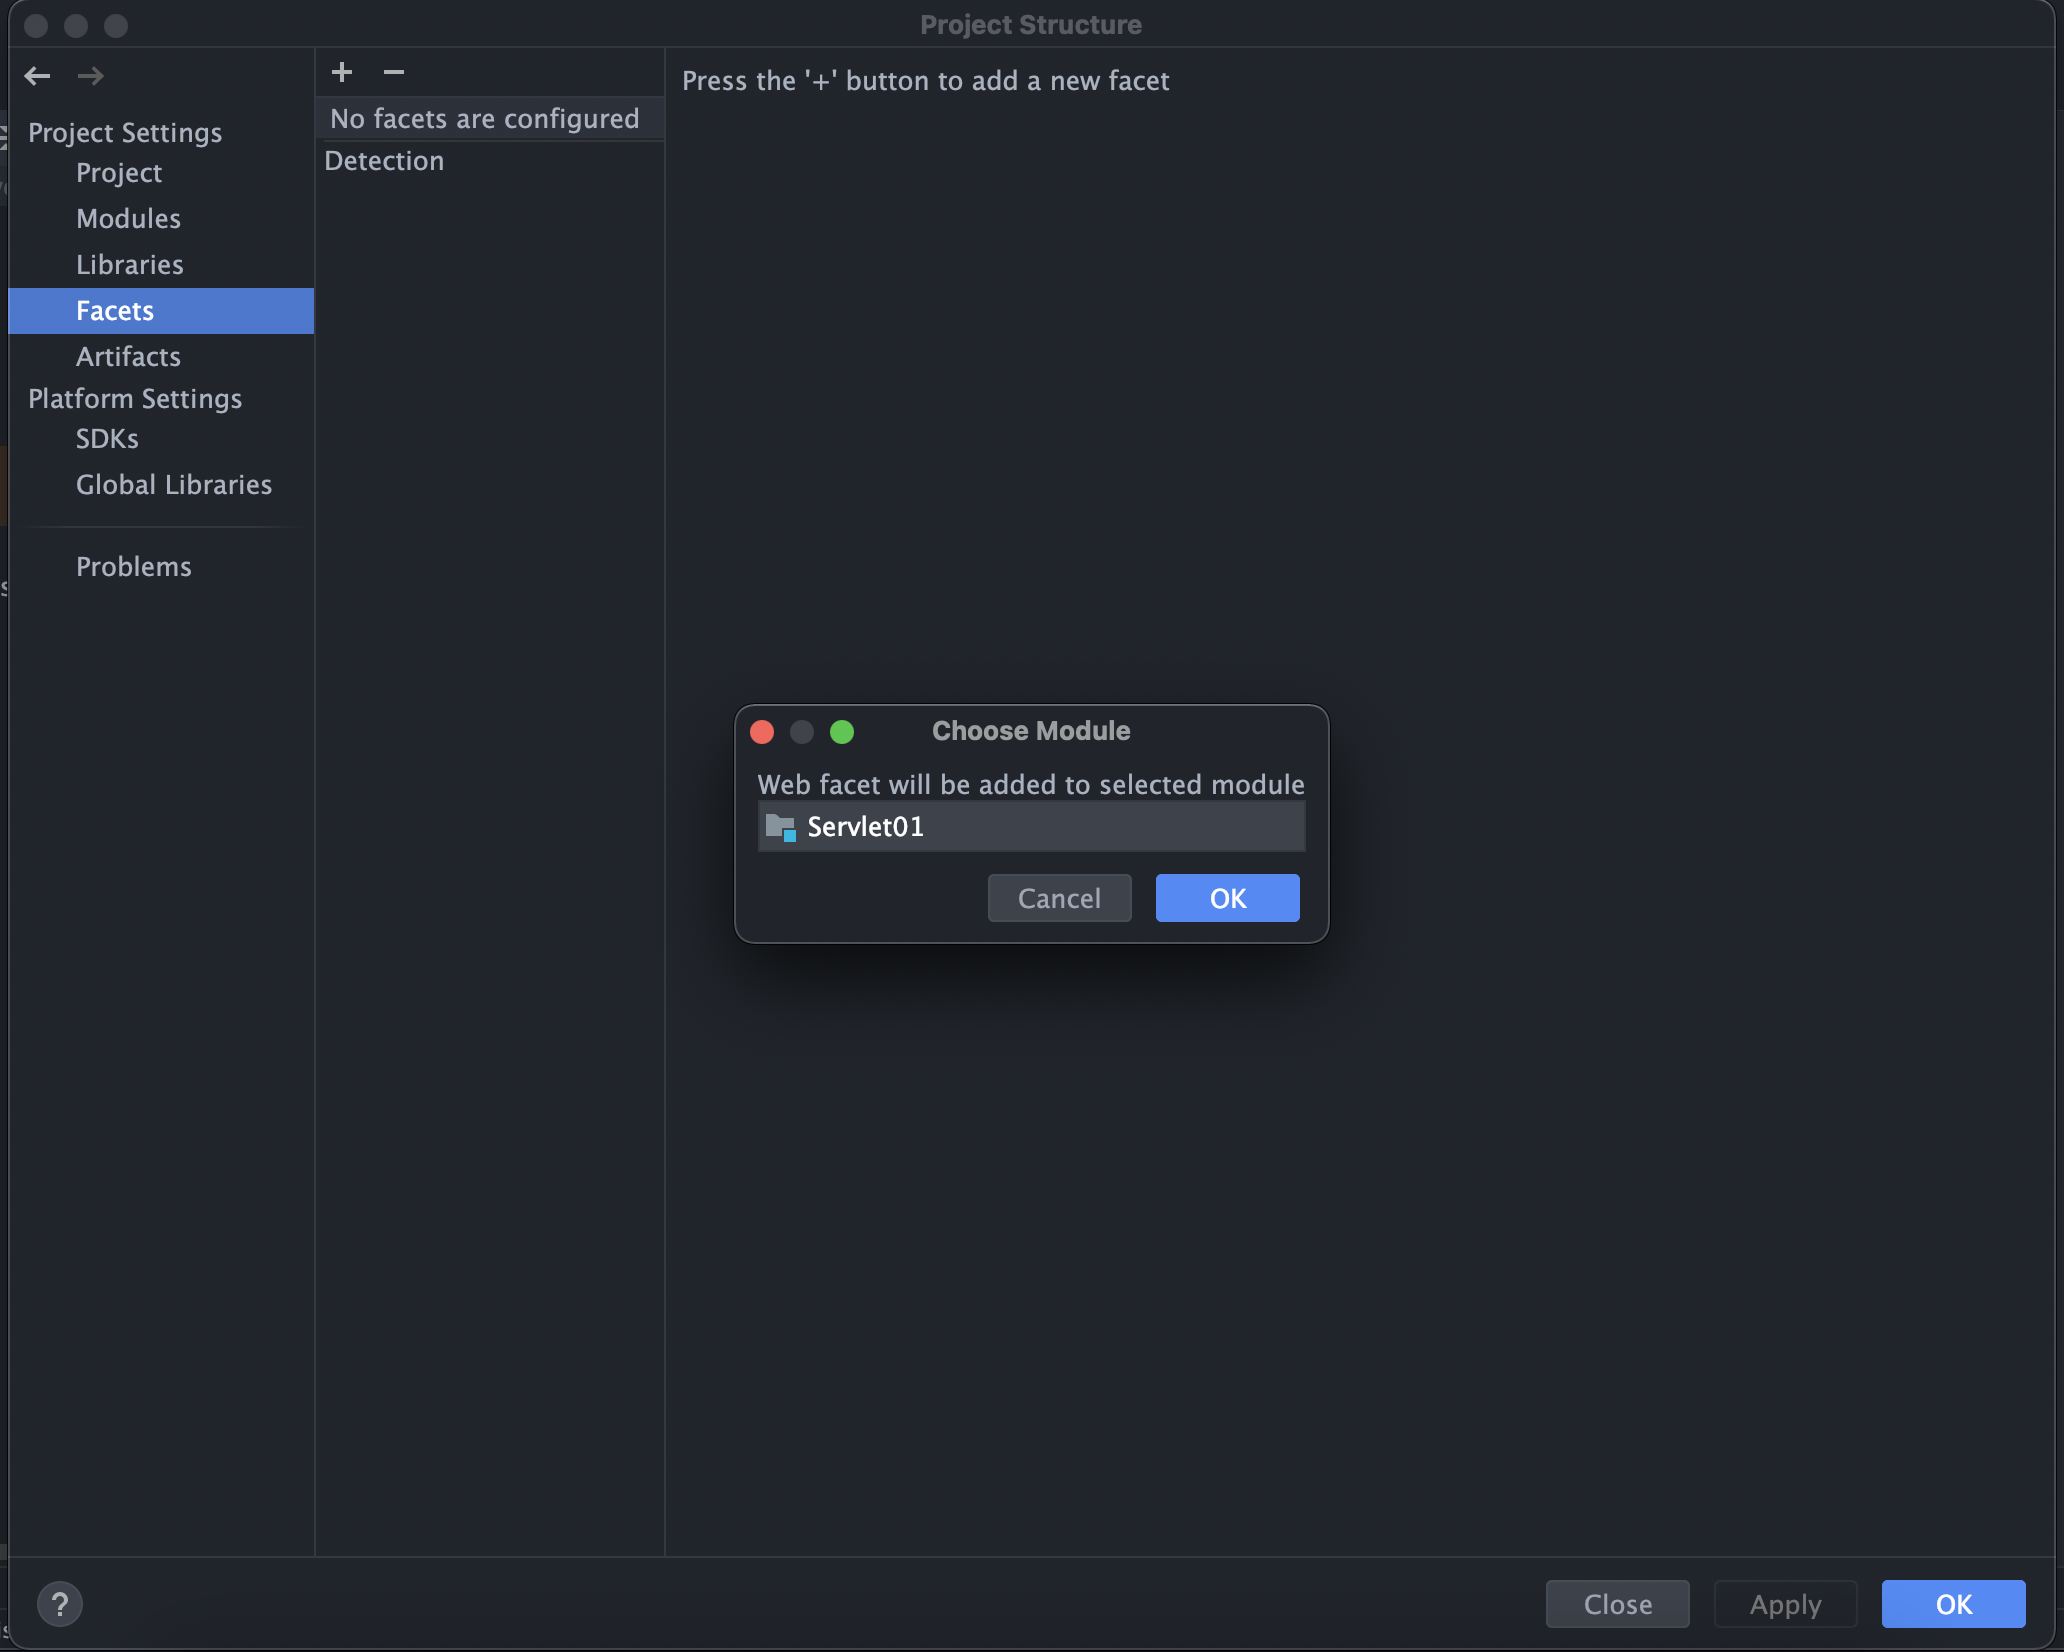 Project Structure
Project Settings
Project
Modules
Libraries
Facets
Artifacts
Platform Settings
SDKs
Global Libraries
Problems
No facets are configured
Detection
Press the '+' button to add a new facet
Choose Module
Web facet will be added to selected module
Servlet01
Cancel
OK
?
Close
Apply
OK